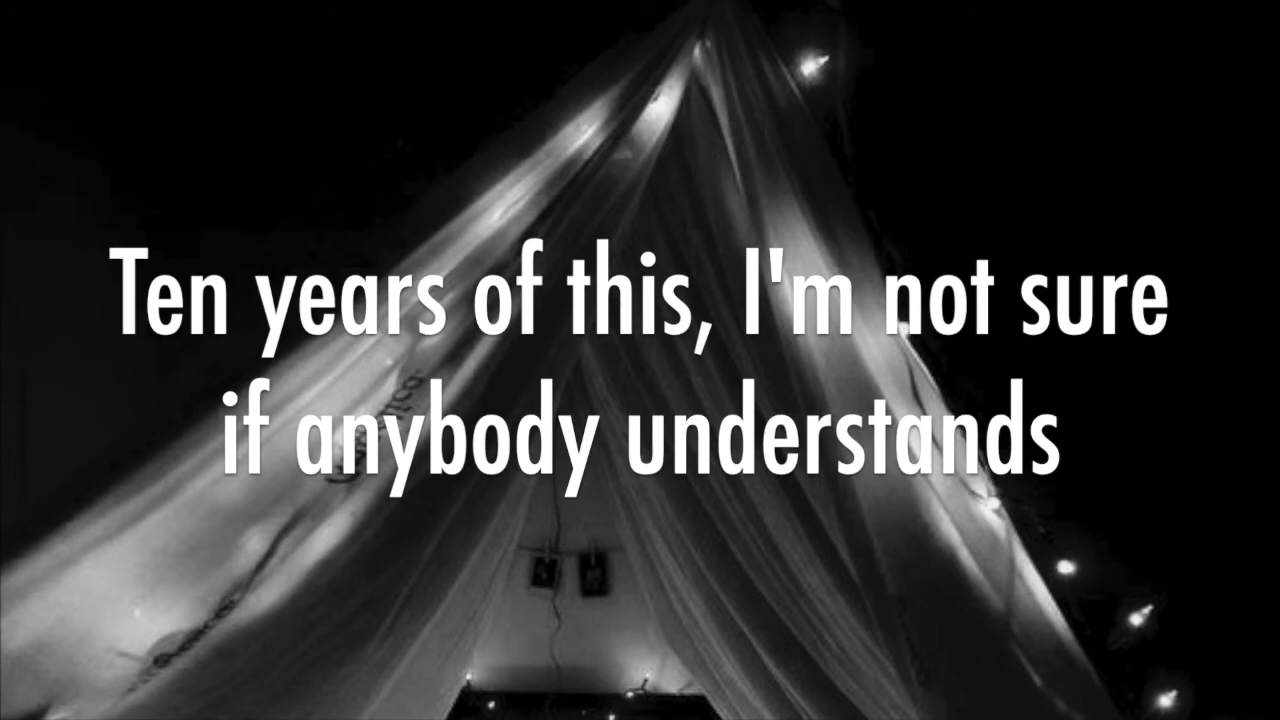 Ten years of this, I'm not sure
if anybody understands